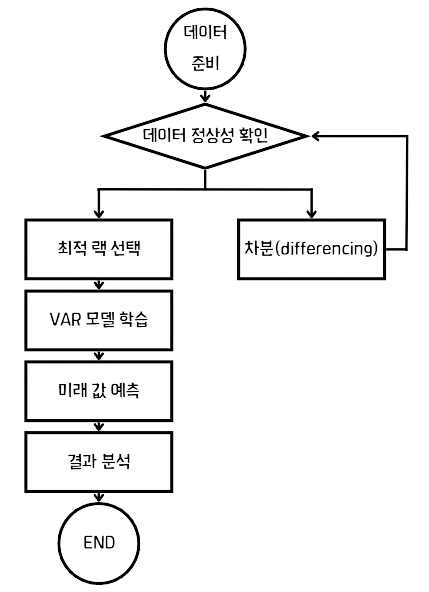 데이터
준비
데이터 정상성 확인
최적 랙 선택
차분(differencing)
VAR 모델 학습
미래 값 예측
결과 분석
END